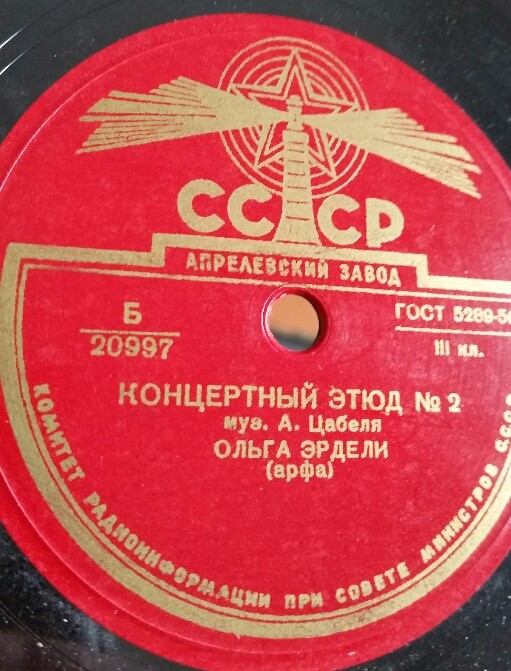 СССР
АПРЕЛЕВСКИЙ ЗАВОД
Б
20997
ГОСТ 5289-50
III кл.
КОНЦЕРТНЫЙ ЭТЮД № 2
муз. А. Цабеля
ОЛЬГА ЭРДЕЛИ
(арфа)
КОМИТЕТ РАДИОИНФОРМАЦИИ ПРИ СОВЕТЕ МИНИСТРОВ СССР